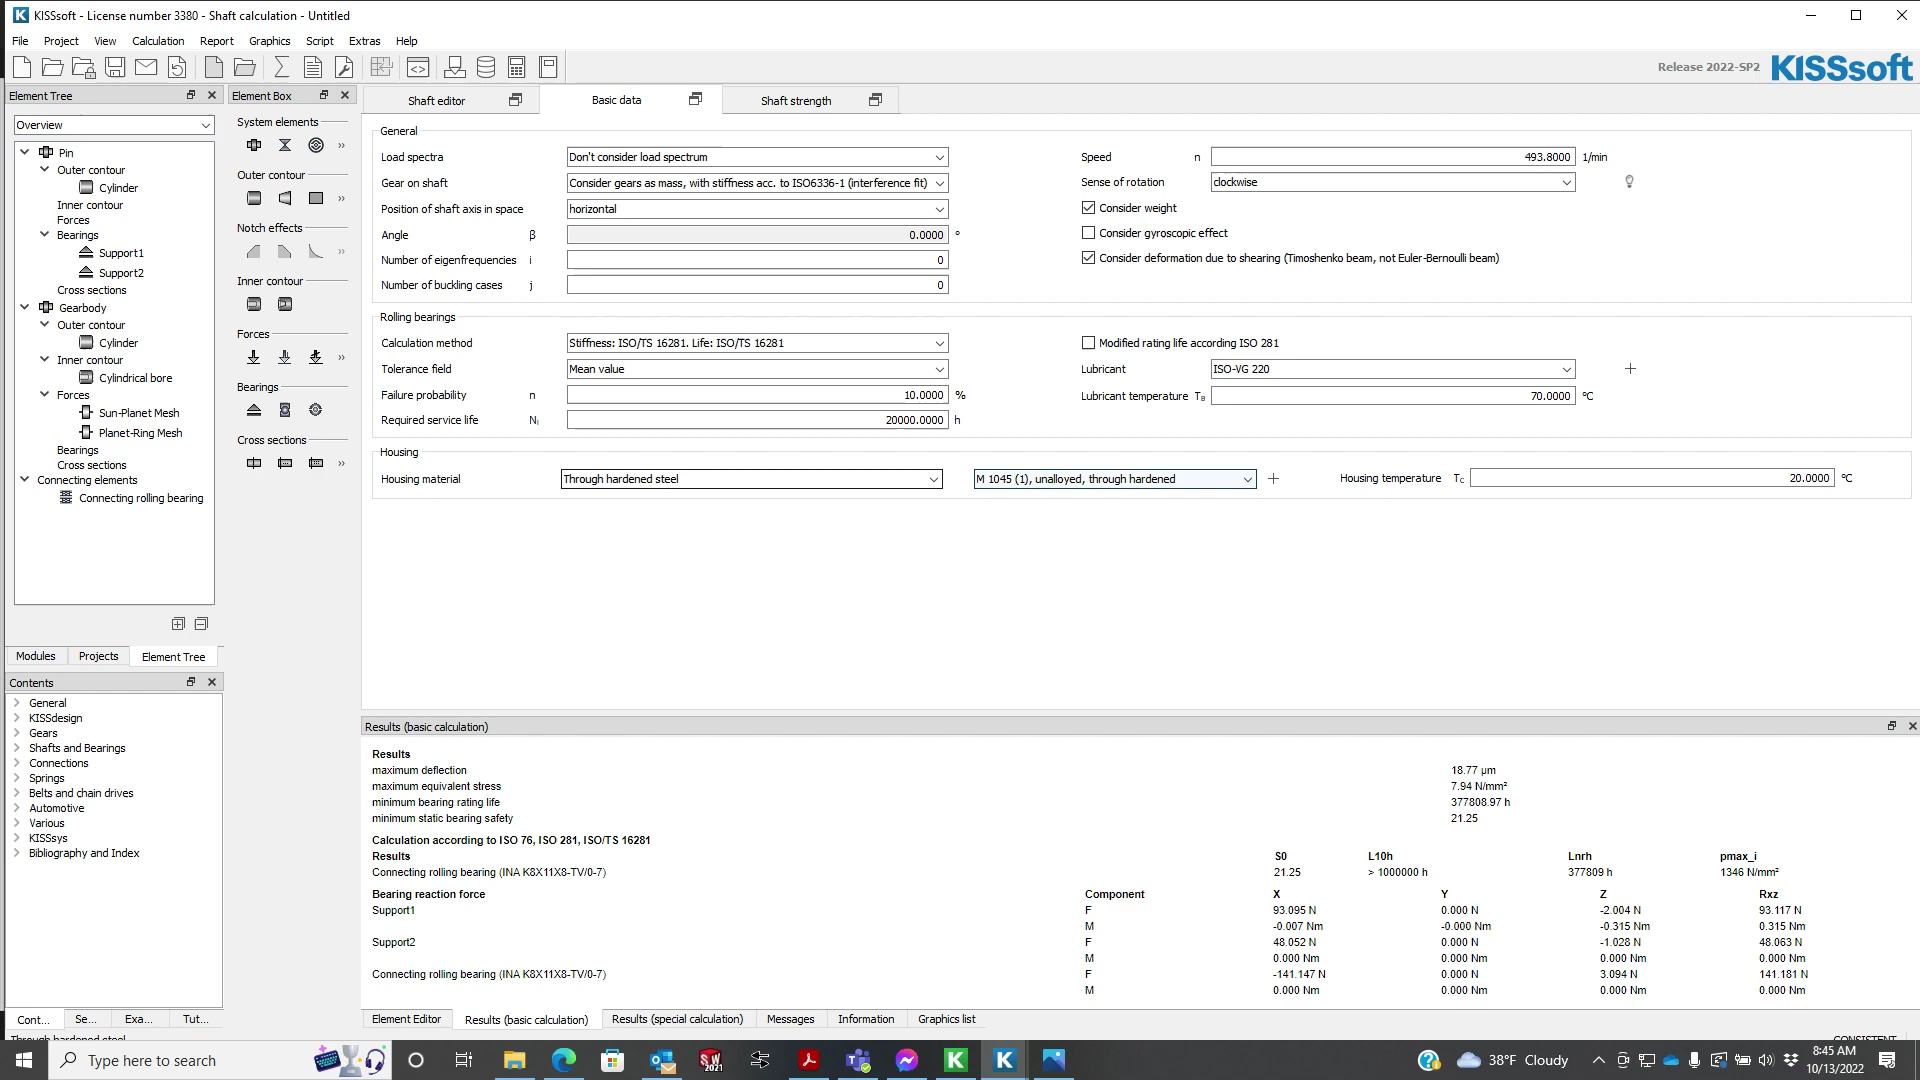 KISSsoft - License number 3380 - Shaft calculation - Untitled
File Project View Calculation Report Graphics Script Extras Help
Release 2022-SP2 KISSsoft
Element Tree
Overview
Pin
Outer contour
Cylinder
Inner contour
Forces
Bearings
Support1
Support2
Cross sections
Gearbody
Outer contour
Cylinder
Inner contour
Cylindrical bore
Forces
Sun-Planet Mesh
Planet-Ring Mesh
Bearings
Cross sections
Connecting elements
Connecting rolling bearing
Modules Projects Element Tree
Contents
General
KISSdesign
Gears
Shafts and Bearings
Connections
Springs
Belts and chain drives
Automotive
Various
KISSsys
Bibliography and Index
Cont... Se... Exa... Tut...
Element Box
System elements
Outer contour
Notch effects
Inner contour
Forces
Bearings
Cross sections
Shaft editor Basic data Shaft strength
General
Load spectra Don't consider load spectrum
Gear on shaft Consider gears as mass, with stiffness acc. to ISO6336-1 (interference fit)
Position of shaft axis in space horizontal
Angle β 0.0000 °
Number of eigenfrequencies i 0
Number of buckling cases j 0
Speed n 493.8000 1/min
Sense of rotation clockwise
Consider weight
Consider gyroscopic effect
Consider deformation due to shearing (Timoshenko beam, not Euler-Bernoulli beam)
Rolling bearings
Calculation method Stiffness: ISO/TS 16281. Life: ISO/TS 16281
Tolerance field Mean value
Failure probability n 10.0000 %
Required service life Nl 20000.0000 h
Modified rating life according ISO 281
Lubricant ISO-VG 220
Lubricant temperature TB 70.0000 °C
Housing
Housing material Through hardened steel M 1045 (1), unalloyed, through hardened Housing temperature TC 20.0000 °C
Results (basic calculation)
Results
maximum deflection 18.77 µm
maximum equivalent stress 7.94 N/mm²
minimum bearing rating life 377808.97 h
minimum static bearing safety 21.25
Calculation according to ISO 76, ISO 281, ISO/TS 16281
Results S0 L10h Lnrh pmax_i
Connecting rolling bearing (INA K8X11X8-TV/0-7) 21.25 > 1000000 h 377809 h 1346 N/mm²
Bearing reaction force Component X Y Z Rxz
Support1 F 93.095 N 0.000 N -2.004 N 93.117 N
M -0.007 Nm -0.000 Nm -0.315 Nm 0.315 Nm
Support2 F 48.052 N 0.000 N -1.028 N 48.063 N
M 0.000 Nm 0.000 Nm 0.000 Nm 0.000 Nm
Connecting rolling bearing (INA K8X11X8-TV/0-7) F -141.147 N 0.000 N 3.094 N 141.181 N
M 0.000 Nm 0.000 Nm 0.000 Nm 0.000 Nm
Element Editor Results (basic calculation) Results (special calculation) Messages Information Graphics list
Through hardened steel CONSISTENT
Type here to search
SW 2021
38°F Cloudy
8:45 AM
10/13/2022